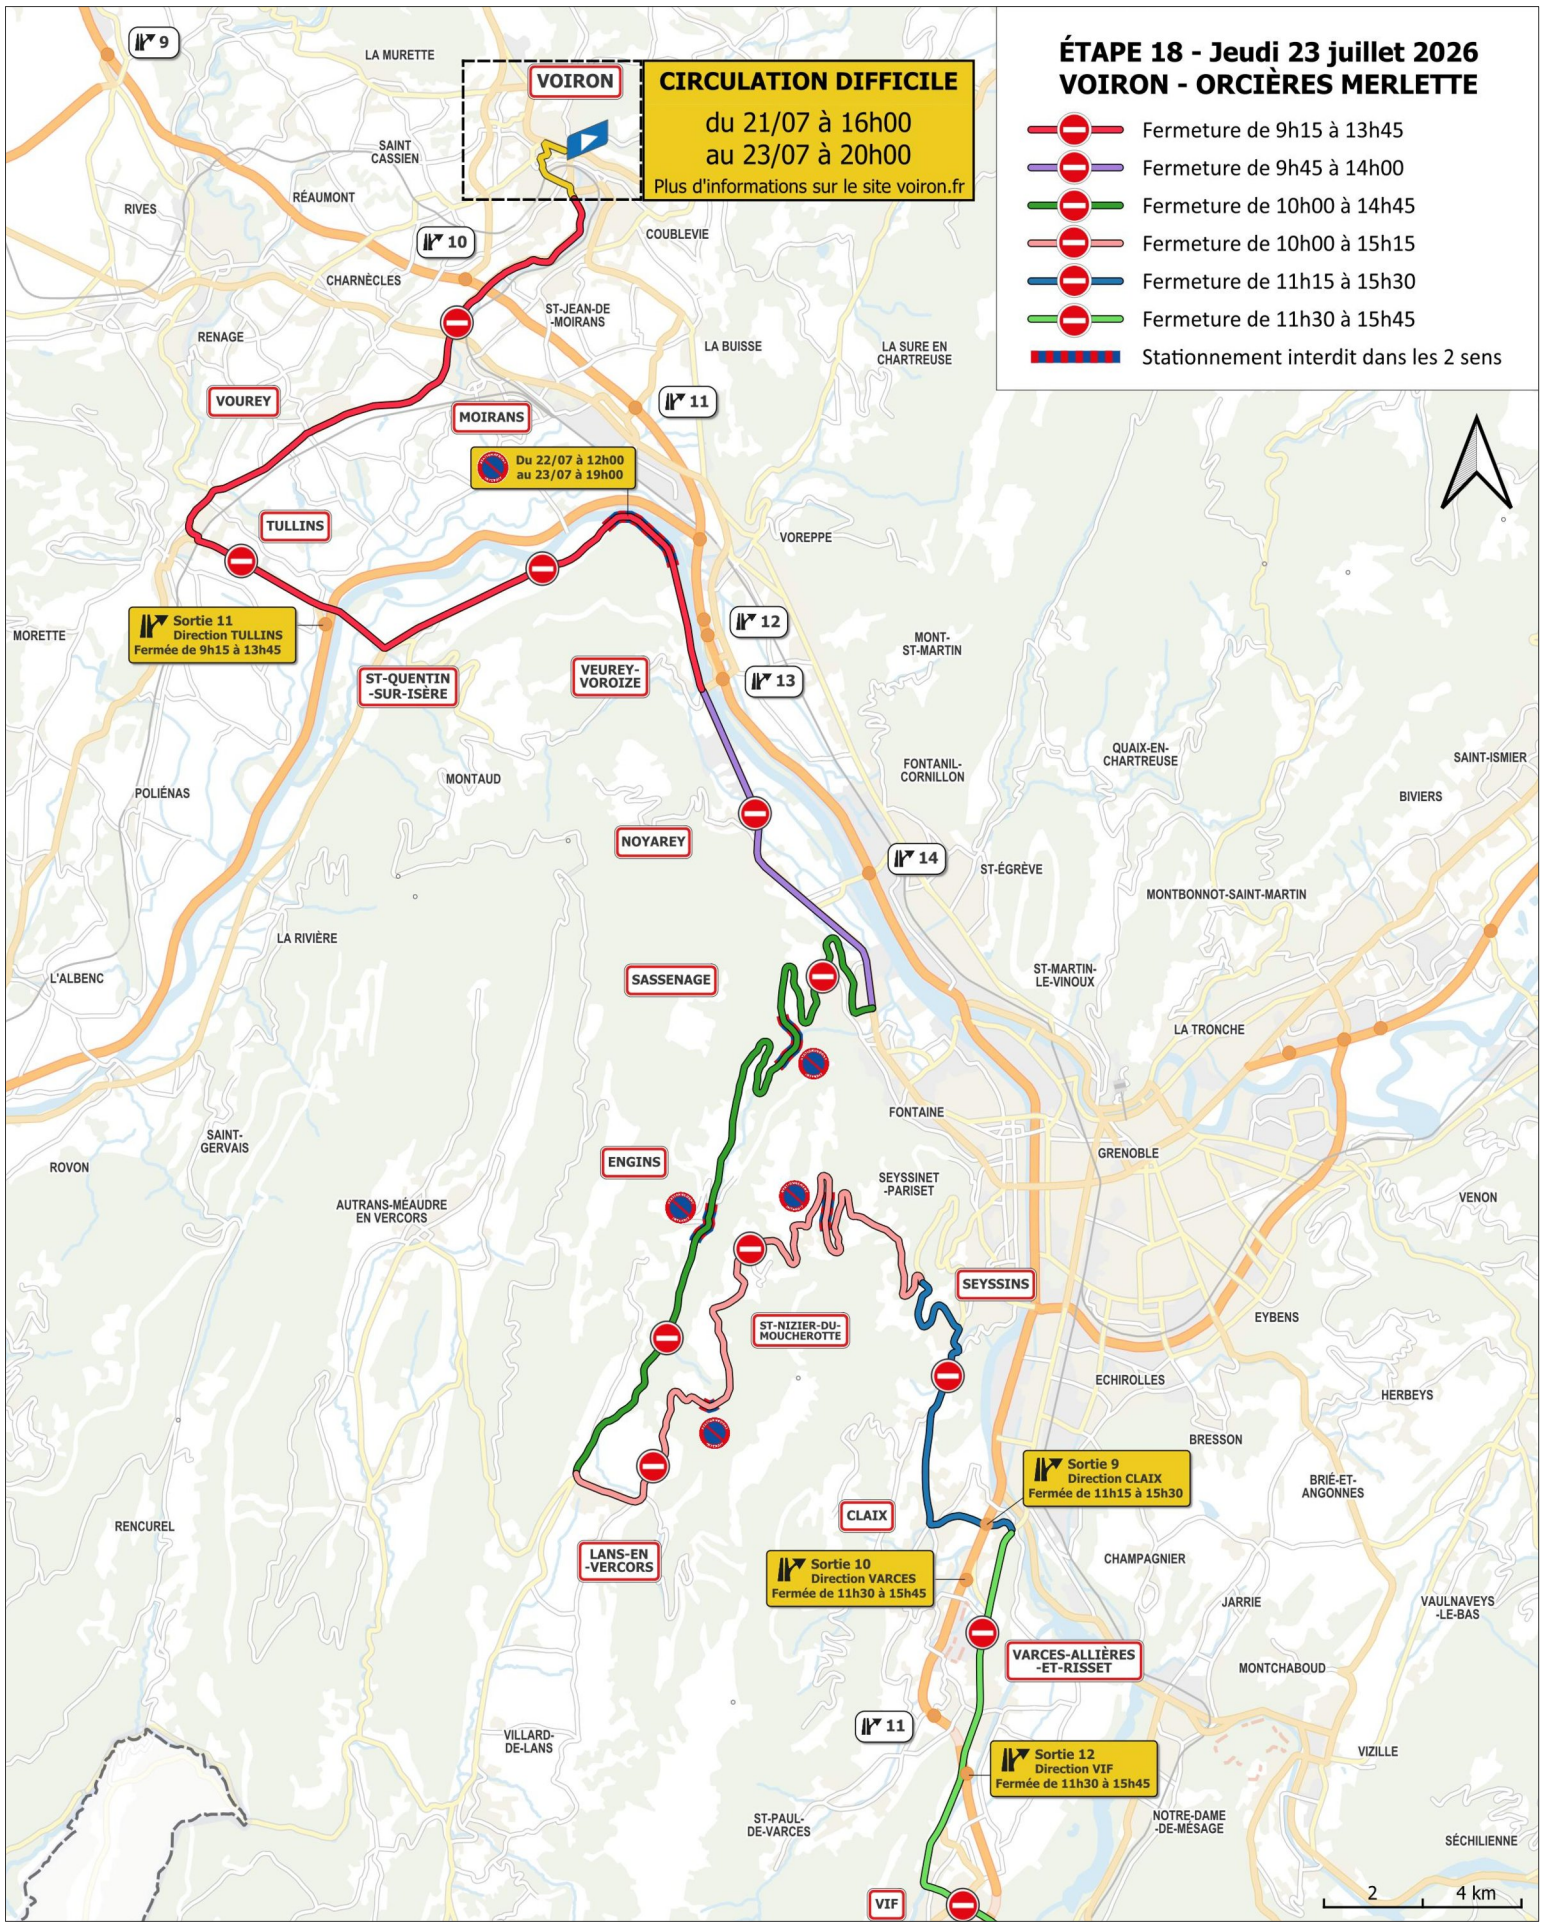 ÉTAPE 18 - Jeudi 23 juillet 2026
VOIRON - ORCIÈRES MERLETTE
Fermeture de 9h15 à 13h45
Fermeture de 9h45 à 14h00
Fermeture de 10h00 à 14h45
Fermeture de 10h00 à 15h15
Fermeture de 11h15 à 15h30
Fermeture de 11h30 à 15h45
Stationnement interdit dans les 2 sens
9
LA MURETTE
VOIRON
CIRCULATION DIFFICILE
du 21/07 à 16h00
au 23/07 à 20h00
Plus d'informations sur le site voiron.fr
SAINT
CASSIEN
RÉAUMONT
RIVES
10
COUBLEVIE
CHARNÈCLES
ST-JEAN-DE
-MOIRANS
RENAGE
LA BUISSE
LA SURE EN
CHARTREUSE
VOUREY
11
MOIRANS
Du 22/07 à 12h00
au 23/07 à 19h00
TULLINS
VOREPPE
Sortie 11
Direction TULLINS
Fermée de 9h15 à 13h45
MORETTE
12
MONT-
ST-MARTIN
ST-QUENTIN
-SUR-ISÈRE
VEUREY-
VOROIZE
13
MONTAUD
POLIÉNAS
FONTANIL-
CORNILLON
QUAIX-EN-
CHARTREUSE
SAINT-ISMIER
BIVIERS
NOYAREY
14
ST-ÉGRÈVE
MONTBONNOT-SAINT-MARTIN
LA RIVIÈRE
L'ALBENC
SASSENAGE
ST-MARTIN-
LE-VINOUX
LA TRONCHE
FONTAINE
SAINT-
GERVAIS
ROVON
ENGINS
GRENOBLE
SEYSSINET
-PARISET
VENON
AUTRANS-MÉAUDRE
EN VERCORS
SEYSSINS
ST-NIZIER-DU-
MOUCHEROTTE
EYBENS
ECHIROLLES
HERBEYS
BRESSON
Sortie 9
Direction CLAIX
Fermée de 11h15 à 15h30
BRIÉ-ET-
ANGONNES
CLAIX
RENCUREL
LANS-EN
-VERCORS
Sortie 10
Direction VARCES
Fermée de 11h30 à 15h45
CHAMPAGNIER
JARRIE
VAULNAVEYS
-LE-BAS
VARCES-ALLIÈRES
-ET-RISSET
MONTCHABOUD
11
VILLARD-
DE-LANS
Sortie 12
Direction VIF
Fermée de 11h30 à 15h45
VIZILLE
ST-PAUL-
DE-VARCES
NOTRE-DAME
-DE-MÉSAGE
SÉCHILIENNE
VIF
2 4 km